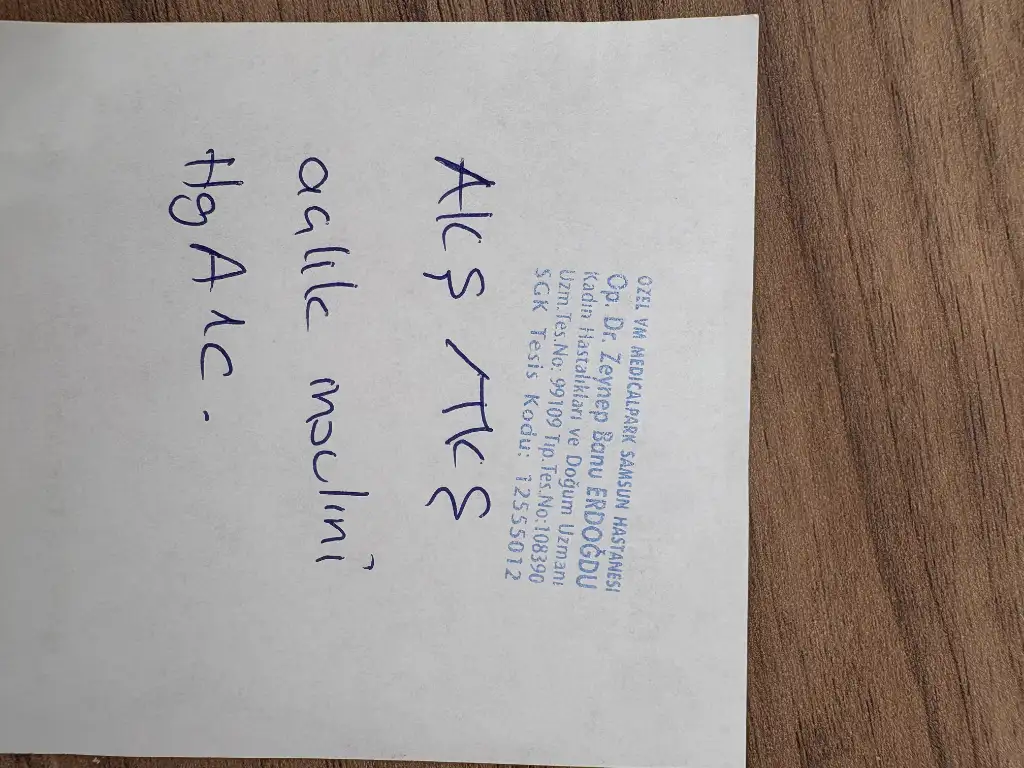 ÖZEL VM MEDICALPARK SAMSUN HASTANESİ
Op. Dr. Zeynep Banu ERDOĞDU
Kadın Hastalıkları ve Doğum Uzmanı
Uzm.Tes.No: 99109 Tıp.Tes.No:108390
SGK Tesis Kodu: 12555012
AKŞ / TKŞ
açlık insulini
HgA1c.